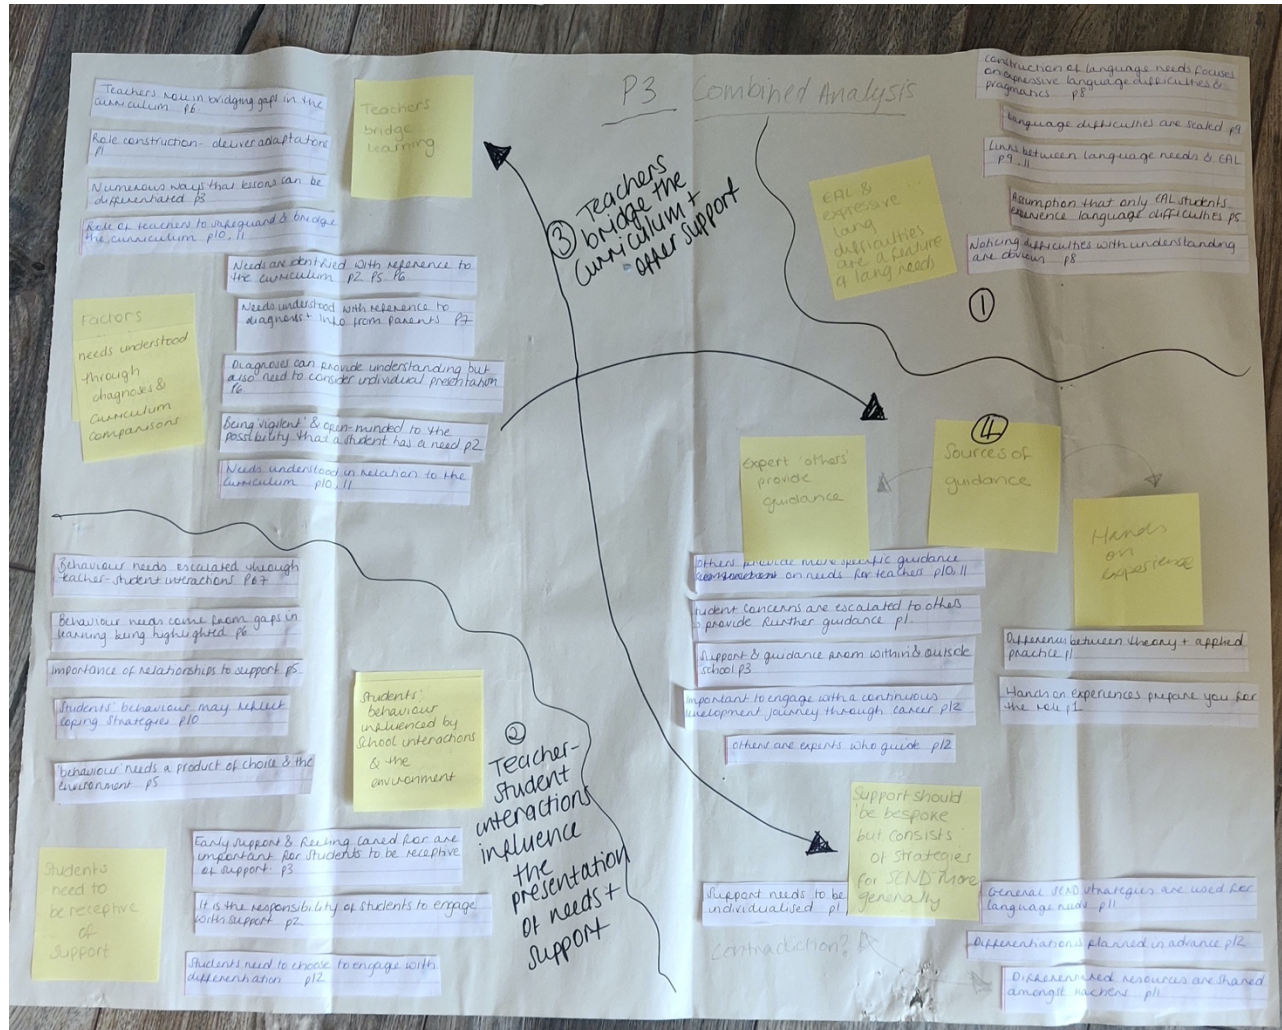 P3 Combined Analysis
Teachers role in bridging gaps in the
curriculum p6.
Role construction - deliver adaptations
p1
Numerous ways that lessons can be
differentiated p3
Role of teachers to safeguard & bridge
the curriculum p10, 11
Teachers
bridge
learning
Needs are identified with reference to
the curriculum p2 p5 p6
Needs understood with reference to
diagnosis + info from parents p7
Diagnoses can provide understanding but
also need to consider individual presentation
p6
Being 'vigilent' & open-minded to the
possibility that a student has a need p2
Needs understood in relation to the
curriculum p10, 11
Factors
needs understood
through
diagnoses &
curriculum
comparisons
③ Teachers
bridge the
curriculum +
offer support
EAL &
expressive
lang
difficulties
are a feature
of lang needs
Construction of language needs focuses
on expressive language difficulties &
pragmatics p8
Language difficulties are scaled p9
Links between language needs & EAL
p9, 11
Assumption that only EAL students
experience language difficulties p5
Noticing difficulties with understanding
are obvious p8
①
④
Sources of
guidance
Expert 'others'
provide
guidance
Hands
on
experience
Others provide more specific guidance
on needs for teachers p10, 11
Student concerns are escalated to others
to provide further guidance p1
Support & guidance from within & outside
school p3
Important to engage with a continuous
development journey through career p12
Others are experts who guide p12
Difference between theory + applied
practice p1
Hands on experiences prepare you for
the role p1
Behaviour needs escalated through
teacher-student interactions p67
Behaviour needs come from gaps in
learning being highlighted p6
Importance of relationships to support p5
Students' behaviour may reflect
coping strategies p10
'behaviour' needs a product of choice & the
environment p5
Students'
behaviour
influenced by
school interactions
& the
environment
② Teacher-
student
interactions
influence
the
presentation
of needs +
support
Students
need to
be receptive
of
support
Early support & feeling cared for are
important for students to be receptive
of support. p3
It is the responsibility of students to engage
with support p2
Students need to choose to engage with
differentiation p12
Support should
be bespoke
but consists
of strategies
for SEND more
generally
Support needs to be
individualised p1
Contradiction?
General SEND strategies are used for
language needs p11
Differentiation is planned in advance p12
Differentiated resources are shared
amongst teachers p11